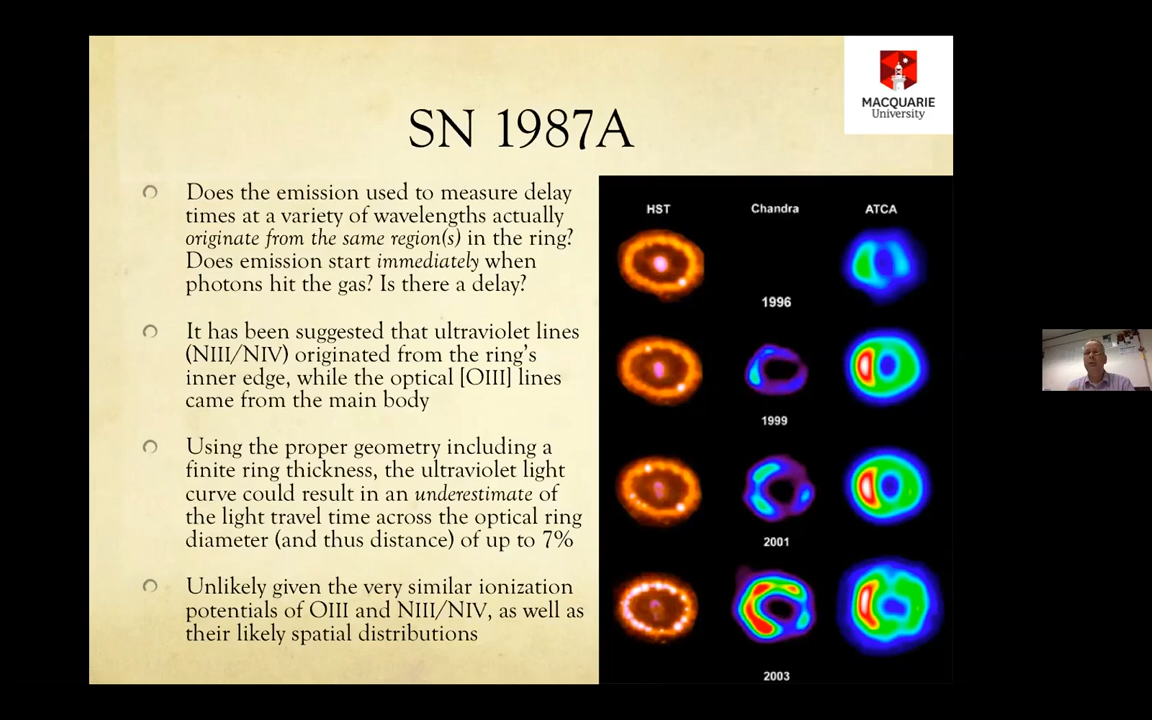 MACQUARIE
University
SN 1987A
Does the emission used to measure delay
times at a variety of wavelengths actually
originate from the same region(s) in the ring?
Does emission start immediately when
photons hit the gas? Is there a delay?
It has been suggested that ultraviolet lines
(NIII/NIV) originated from the ring's
inner edge, while the optical [OIII] lines
came from the main body
Using the proper geometry including a
finite ring thickness, the ultraviolet light
curve could result in an underestimate of
the light travel time across the optical ring
diameter (and thus distance) of up to 7%
Unlikely given the very similar ionization
potentials of OIII and NIII/NIV, as well as
their likely spatial distributions
HST Chandra ATCA
1996
1999
2001
2003